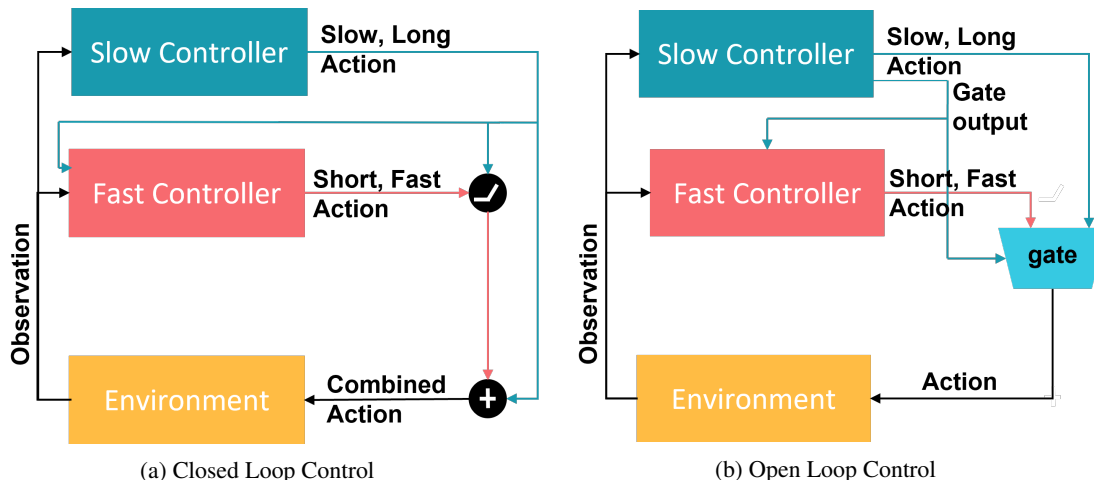 Slow Controller
Slow, Long
Action
Fast Controller
Short, Fast
Action
Observation
Environment
Combined
Action
+
(a) Closed Loop Control
Slow Controller
Slow, Long
Action
Gate
output
Fast Controller
Short, Fast
Action
gate
Observation
Environment
Action
(b) Open Loop Control